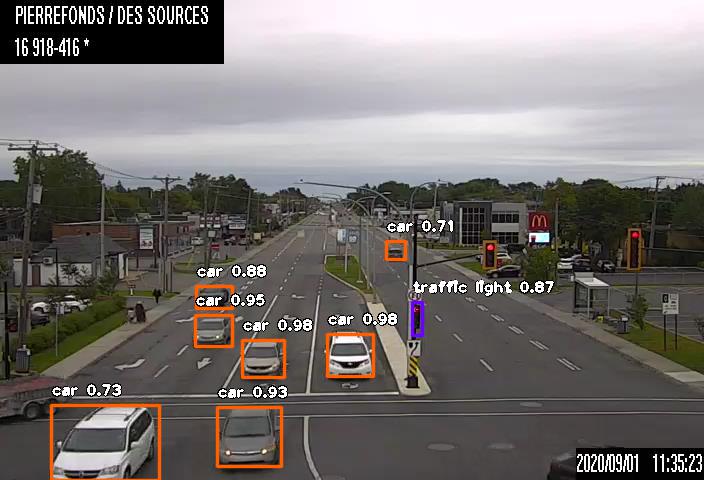 PIERREFONDS / DES SOURCES
16 918-416 *
car 0.71
car 0.88
traffic light 0.87
car 0.95
car 0.98
car 0.98
car 0.73
car 0.93
2020/09/01 11:35:23